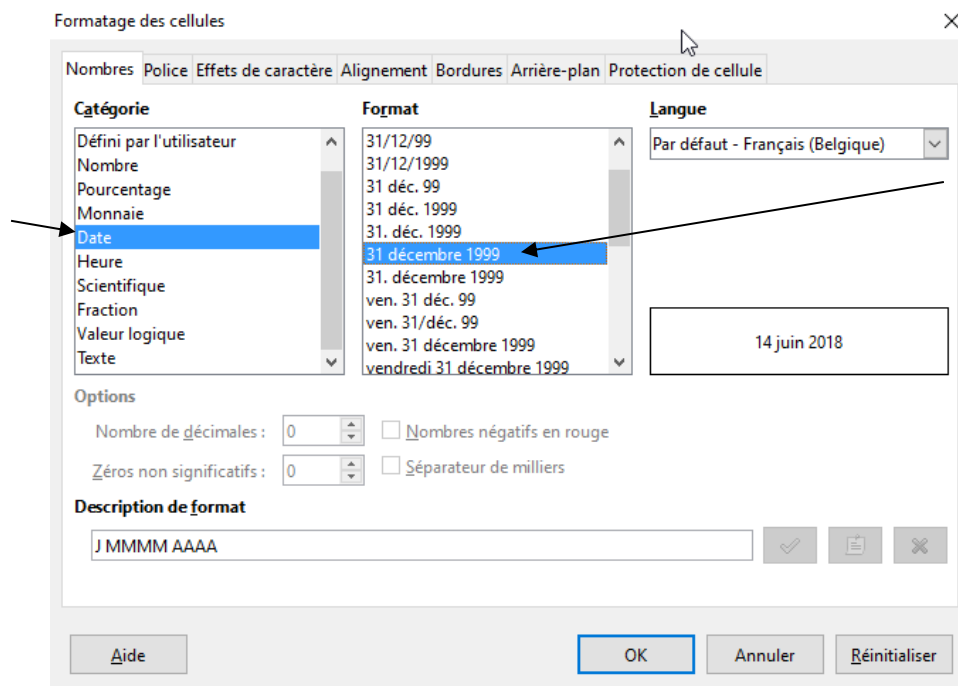 Formatage des cellules
Nombres Police Effets de caractère Alignement Bordures Arrière-plan Protection de cellule
Catégorie
Défini par l'utilisateur
Nombre
Pourcentage
Monnaie
Date
Heure
Scientifique
Fraction
Valeur logique
Texte
Format
31/12/99
31/12/1999
31 déc. 99
31 déc. 1999
31. déc. 1999
31 décembre 1999
31. décembre 1999
ven. 31 déc. 99
ven. 31/déc. 99
ven. 31 décembre 1999
vendredi 31 décembre 1999
Langue
Par défaut - Français (Belgique)
14 juin 2018
Options
Nombre de décimales : 0
Nombres négatifs en rouge
Zéros non significatifs : 0
Séparateur de milliers
Description de format
J MMMM AAAA
Aide OK Annuler Réinitialiser